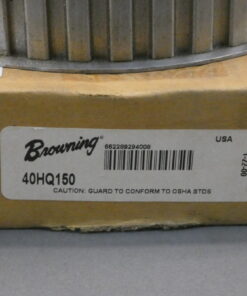 Browning®
USA
662289294008
40HQ150
CAUTION: GUARD TO CONFORM TO OSHA STDS